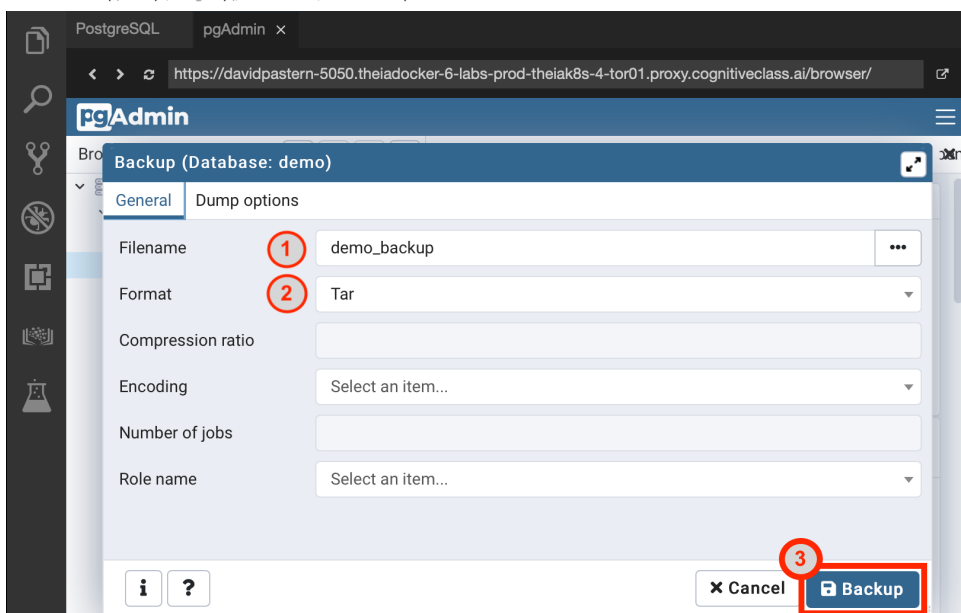 PostgreSQL pgAdmin ×
https://davidpastern-5050.theiadocker-6-labs-prod-theiak8s-4-tor01.proxy.cognitiveclass.ai/browser/
pgAdmin
Bro
Backup (Database: demo)
General Dump options
Filename 1 demo_backup •••
Format 2 Tar
Compression ratio
Encoding Select an item...
Number of jobs
Role name Select an item...
3
i ? × Cancel Backup